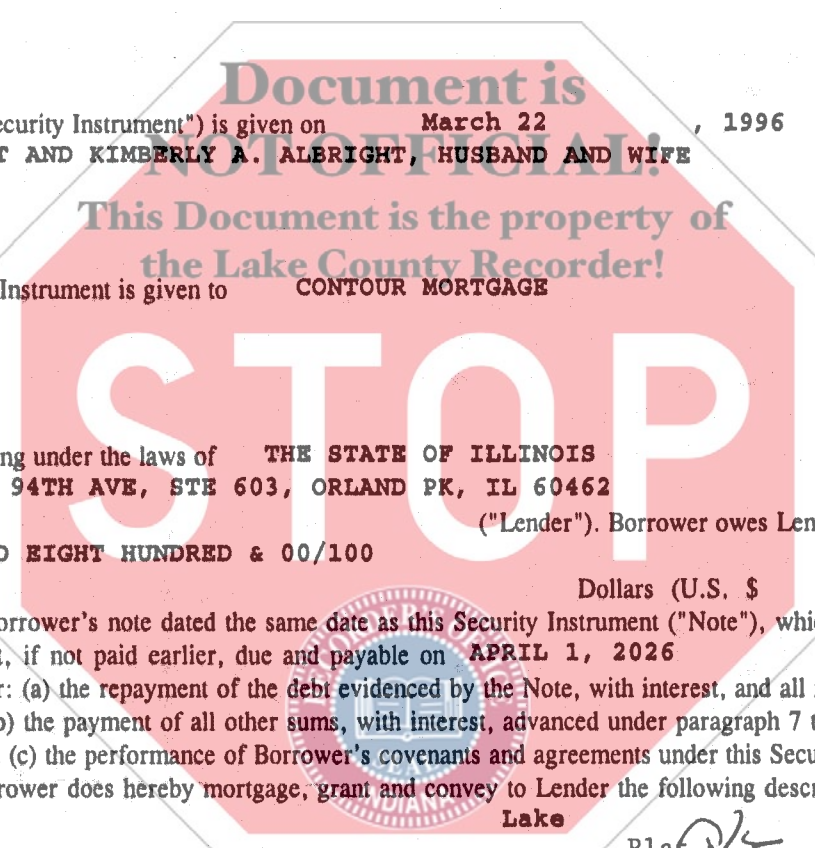 Document is
ecurity Instrument") is given on March 22 , 1996
T AND KIMBERLY A. ALBRIGHT, HUSBAND AND WIFE
NOT OFFICIAL!
This Document is the property of
the Lake County Recorder!
Instrument is given to CONTOUR MORTGAGE
STOP
ng under the laws of THE STATE OF ILLINOIS
94TH AVE, STE 603, ORLAND PK, IL 60462
("Lender"). Borrower owes Len
D EIGHT HUNDRED & 00/100
Dollars (U.S. $
orrower's note dated the same date as this Security Instrument ("Note"), whi
, if not paid earlier, due and payable on APRIL 1, 2026
r: (a) the repayment of the debt evidenced by the Note, with interest, and all
) the payment of all other sums, with interest, advanced under paragraph 7 t
(c) the performance of Borrower's covenants and agreements under this Secu
rower does hereby mortgage, grant and convey to Lender the following descr
INDIANA
Lake